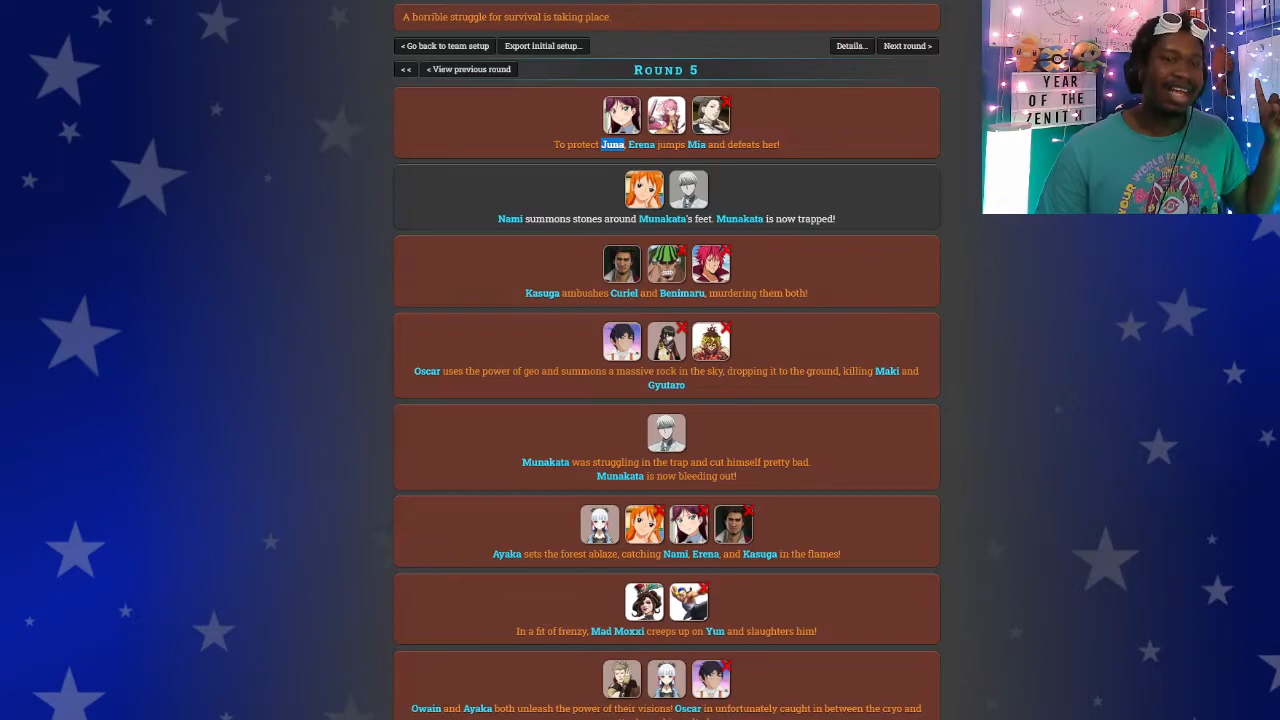 A horrible struggle for survival is taking place.
< Go back to team setup
Export initial setup...
Details...
Next round >
<<
< View previous round
ROUND 5
To protect Juna, Erena jumps Mia and defeats her!
Nami summons stones around Munakata's feet. Munakata is now trapped!
Kasuga ambushes Curiel and Benimaru, murdering them both!
Oscar uses the power of geo and summons a massive rock in the sky, dropping it to the ground, killing Maki and
Gyutaro
Munakata was struggling in the trap and cut himself pretty bad.
Munakata is now bleeding out!
Ayaka sets the forest ablaze, catching Nami, Erena, and Kasuga in the flames!
In a fit of frenzy, Mad Moxxi creeps up on Yun and slaughters him!
Owain and Ayaka both unleash the power of their visions! Oscar in unfortunately caught in between the cryo and
YEAR
OF THE
ZENITH